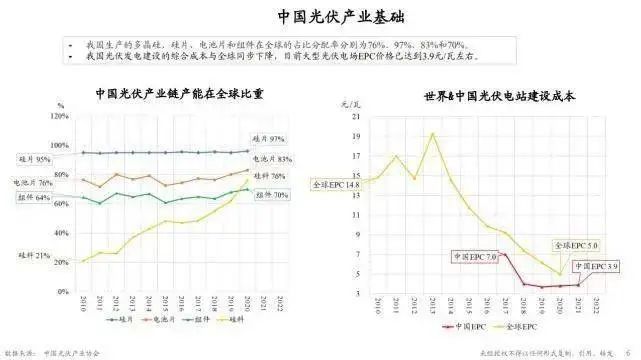 中国光伏产业基础
• 我国生产的多晶硅，硅片、电池片和组件在全球的占比分配率分别为76%、97%、83%和70%。
• 我国光伏发电建设的综合成本与全球同步下降，目前大型光伏电场EPC价格已达到3.9元/瓦左右。
中国光伏产业链产能在全球比重
%
120%
100%
80%
60%
40%
20%
0%
硅片 95%
电池片 76%
组件 64%
硅料 21%
硅片 97%
电池片 83%
硅料 76%
组件 70%
2010 2011 2012 2013 2014 2015 2016 2017 2018 2019 2020 2021 2022
硅片 电池片 组件 硅料
世界&中国光伏电站建设成本
元/瓦
21
19
17
15
13
11
9
7
5
3
全球EPC 14.8
中国EPC 7.0
全球EPC 5.0
中国EPC 3.9
2010 2011 2012 2013 2014 2015 2016 2017 2018 2019 2020 2021 2022
中国EPC 全球EPC
数据来源： 中国光伏产业协会
未经授权不得以任何形式复制、引用、转发。 6